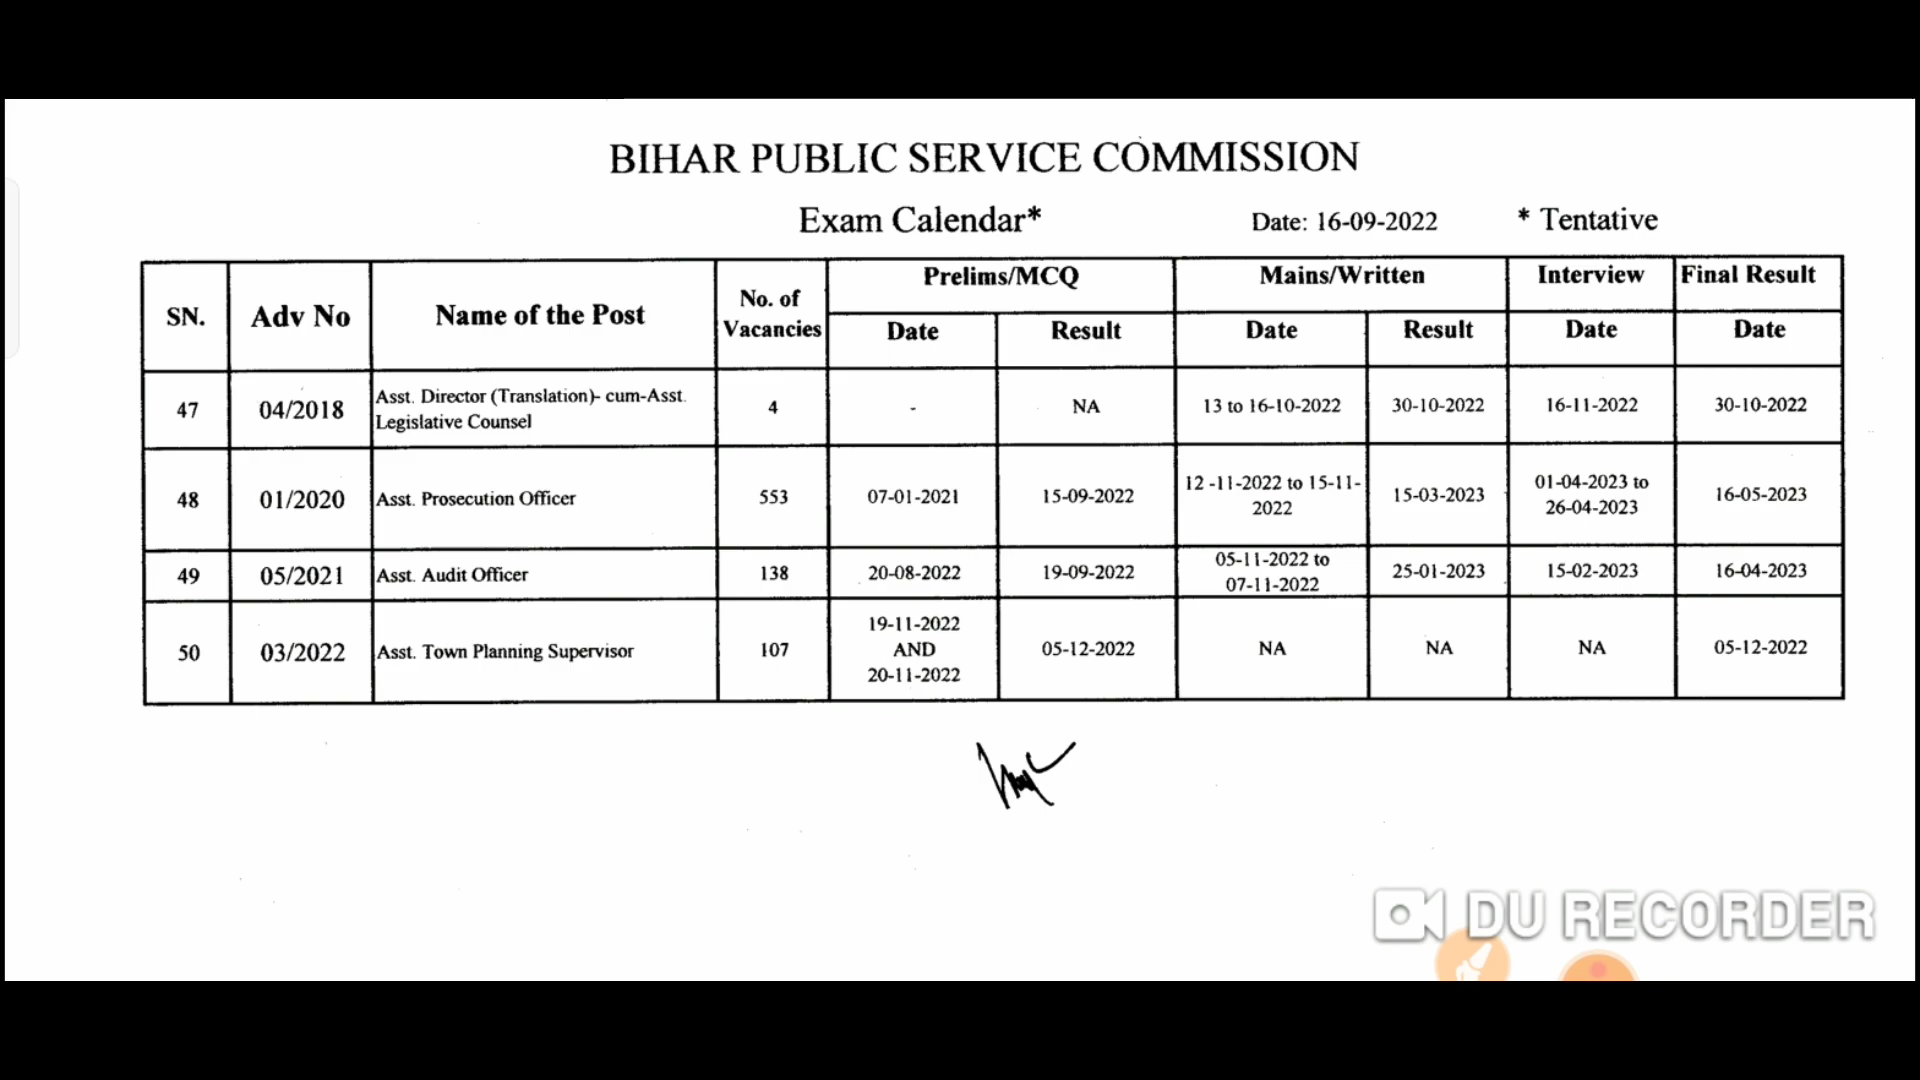 BIHAR PUBLIC SERVICE COMMISSION
Exam Calendar* Date: 16-09-2022 * Tentative
SN. Adv No Name of the Post No. of Vacancies Prelims/MCQ Mains/Written Interview Final Result
Date Result Date Result Date Date
47 04/2018 Asst. Director (Translation)- cum-Asst. Legislative Counsel 4 - NA 13 to 16-10-2022 30-10-2022 16-11-2022 30-10-2022
48 01/2020 Asst. Prosecution Officer 553 07-01-2021 15-09-2022 12 -11-2022 to 15-11-2022 15-03-2023 01-04-2023 to 26-04-2023 16-05-2023
49 05/2021 Asst. Audit Officer 138 20-08-2022 19-09-2022 05-11-2022 to 07-11-2022 25-01-2023 15-02-2023 16-04-2023
50 03/2022 Asst. Town Planning Supervisor 107 19-11-2022 AND 20-11-2022 05-12-2022 NA NA NA 05-12-2022
DU RECORDER